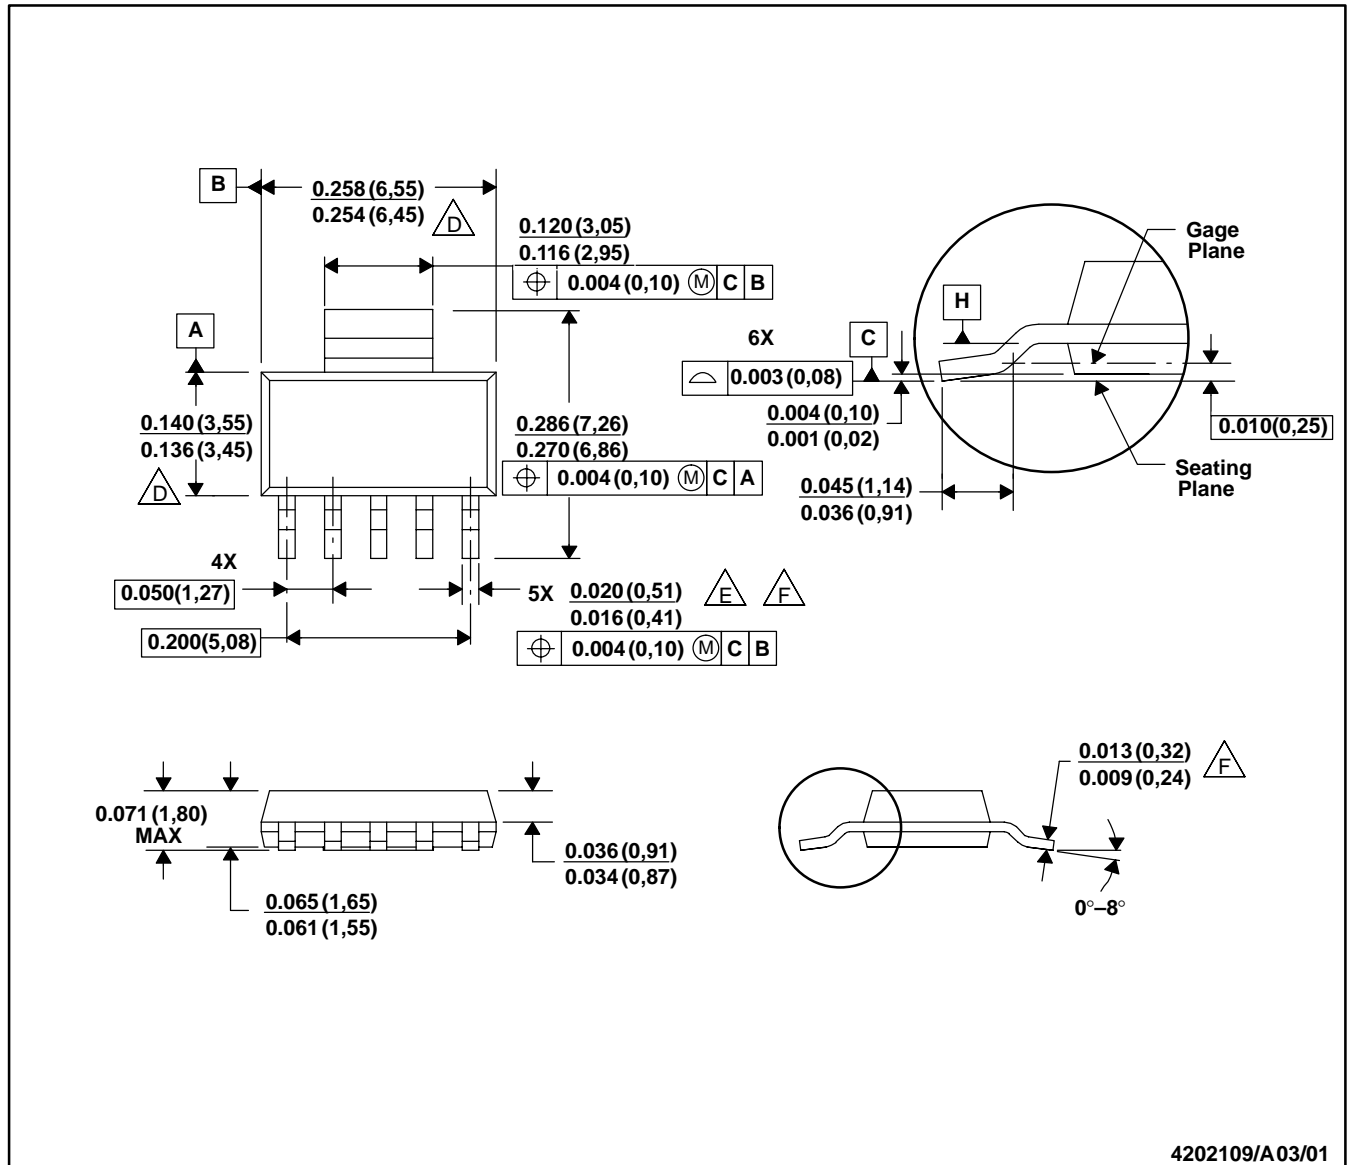 B
0.258 (6,55)
0.254 (6,45)
D
0.120 (3,05)
0.116 (2,95)
⌖ 0.004 (0,10) Ⓜ C B
A
0.140 (3,55)
0.136 (3,45)
D
0.286 (7,26)
0.270 (6,86)
⌖ 0.004 (0,10) Ⓜ C A
4X
0.050(1,27)
0.200(5,08)
5X 0.020 (0,51)
0.016 (0,41)
E F
⌖ 0.004 (0,10) Ⓜ C B
Gage
Plane
H
6X
C
⌓ 0.003 (0,08)
0.004 (0,10)
0.001 (0,02)
0.010(0,25)
0.045 (1,14)
0.036 (0,91)
Seating
Plane
0.071 (1,80)
MAX
0.065 (1,65)
0.061 (1,55)
0.036 (0,91)
0.034 (0,87)
0.013 (0,32)
0.009 (0,24)
F
0°–8°
4202109/A 03/01